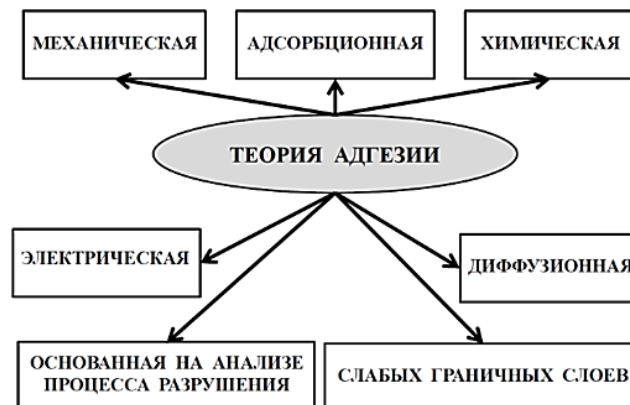 МЕХАНИЧЕСКАЯ
АДСОРБЦИОННАЯ
ХИМИЧЕСКАЯ
ТЕОРИЯ АДГЕЗИИ
ЭЛЕКТРИЧЕСКАЯ
ДИФФУЗИОННАЯ
ОСНОВАННАЯ НА АНАЛИЗЕ
ПРОЦЕССА РАЗРУШЕНИЯ
СЛАБЫХ ГРАНИЧНЫХ СЛОЕВ